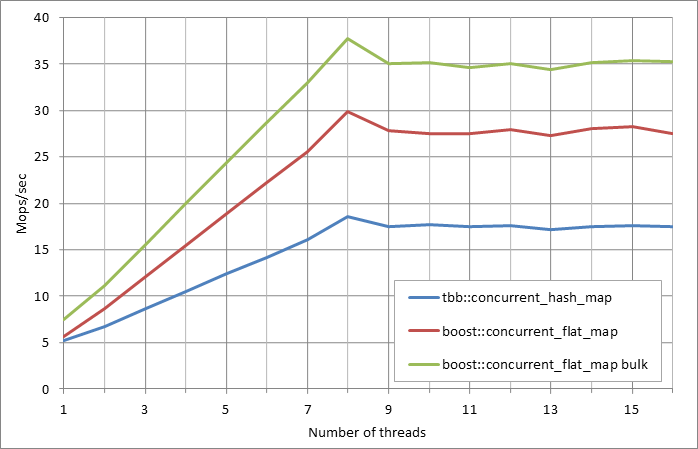 40
35
30
25
20
15
10
5
0
Mops/sec
tbb::concurrent_hash_map
boost::concurrent_flat_map
boost::concurrent_flat_map bulk
1 3 5 7 9 11 13 15
Number of threads